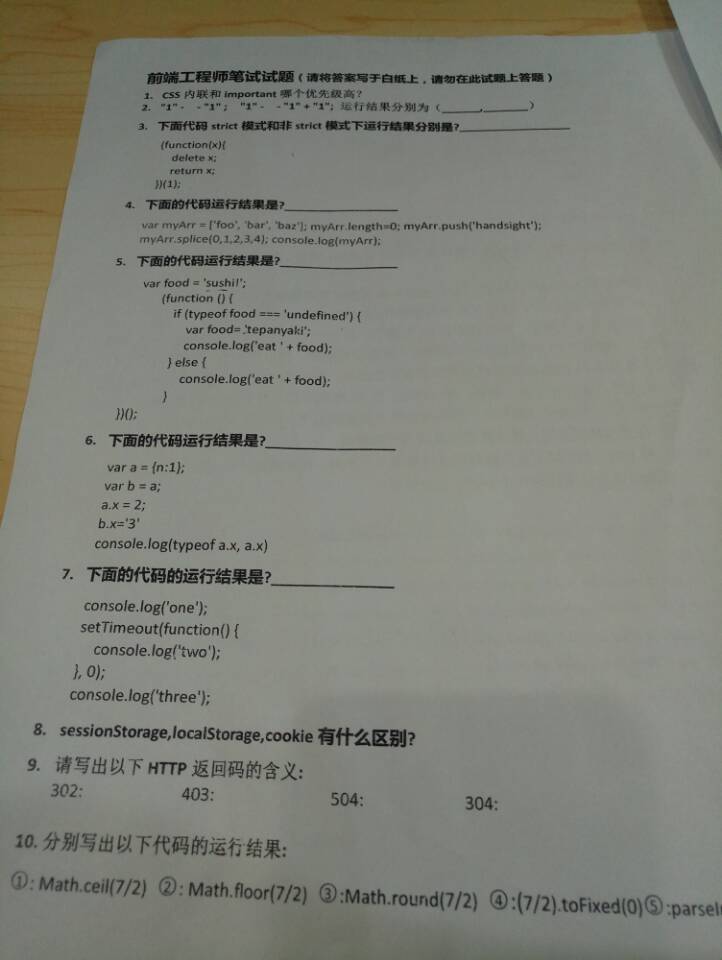 前端工程师笔试试题(请将答案写于白纸上，请勿在此试题上答题)
1. CSS 内联和 important 哪个优先级高?
2. "1" - - "1"; "1" - - "1" + "1"; 运行结果分别为 (______,______)
3. 下面代码 strict 模式和非 strict 模式下运行结果分别是?______________
(function(x){
delete x;
return x;
})(1);
4. 下面的代码运行结果是?______________
var myArr = ['foo', 'bar', 'baz']; myArr.length=0; myArr.push('handsight');
myArr.splice(0,1,2,3,4); console.log(myArr);
5. 下面的代码运行结果是?______________
var food = 'sushi!';
(function () {
if (typeof food === 'undefined') {
var food= 'tepanyaki';
console.log('eat ' + food);
} else {
console.log('eat ' + food);
}
})();
6. 下面的代码运行结果是?______________
var a = {n:1};
var b = a;
a.x = 2;
b.x='3'
console.log(typeof a.x, a.x)
7. 下面的代码的运行结果是?______________
console.log('one');
setTimeout(function() {
console.log('two');
}, 0);
console.log('three');
8. sessionStorage,localStorage,cookie 有什么区别?
9. 请写出以下 HTTP 返回码的含义:
302: 403: 504: 304:
10. 分别写出以下代码的运行结果:
①: Math.ceil(7/2) ②: Math.floor(7/2) ③:Math.round(7/2) ④:(7/2).toFixed(0)⑤:parseI